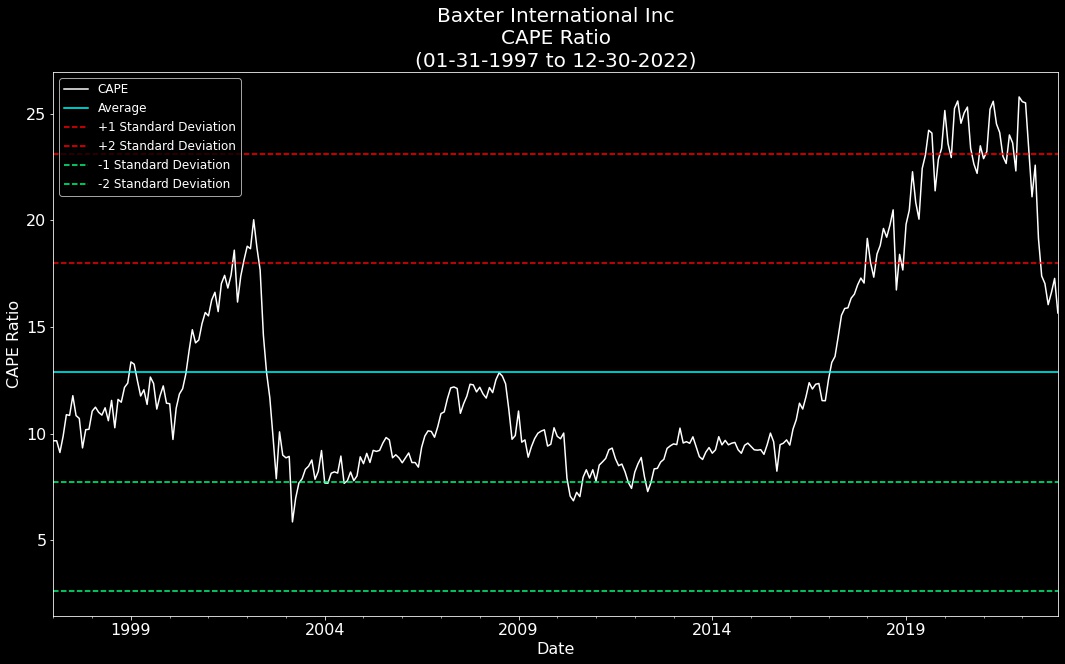 Baxter International Inc
CAPE Ratio
(01-31-1997 to 12-30-2022)
CAPE
Average
+1 Standard Deviation
+2 Standard Deviation
-1 Standard Deviation
-2 Standard Deviation
25
20
15
10
5
CAPE Ratio
1999
2004
2009
2014
2019
Date